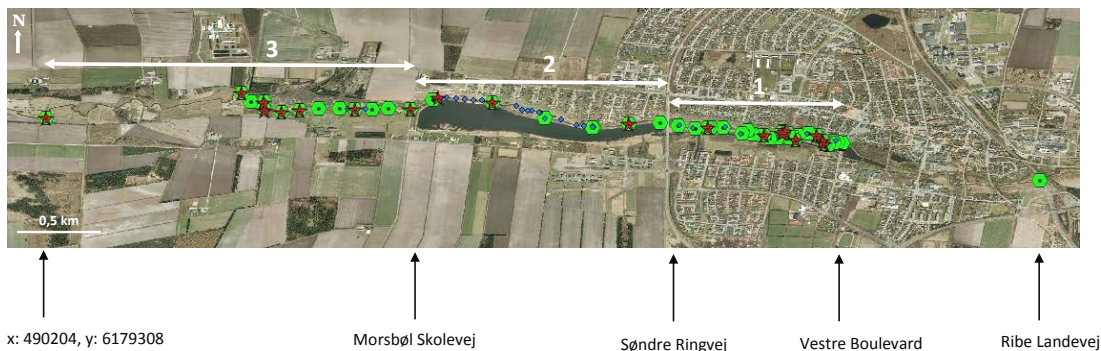 N
3
2
1
0,5 km
x: 490204, y: 6179308
Morsbøl Skolevej
Søndre Ringvej
Vestre Boulevard
Ribe Landevej